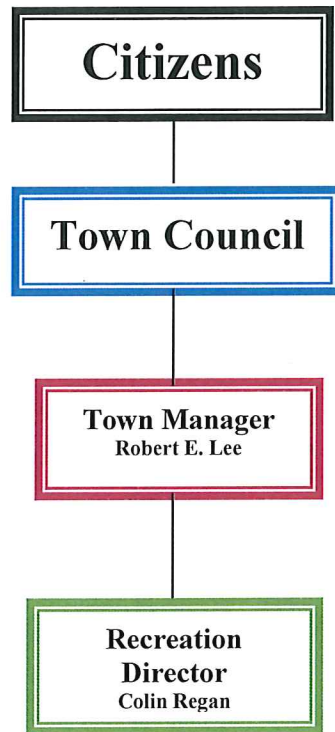 Citizens
Town Council
Town Manager
Robert E. Lee
Recreation
Director
Colin Regan